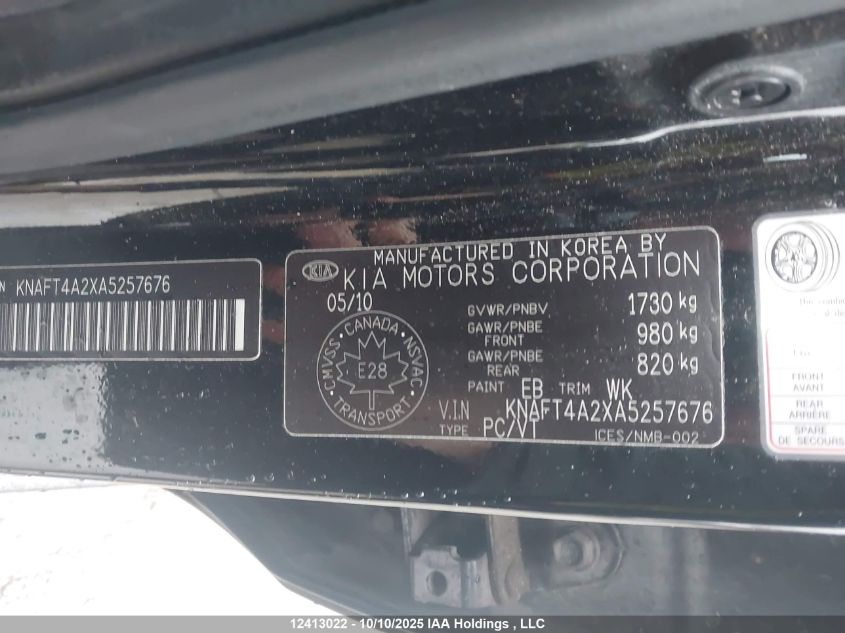 N KNAFT4A2XA5257676
KIA
MANUFACTURED IN KOREA BY
KIA MOTORS CORPORATION
05/10
GVWR/PNBV 1730 kg
GAWR/PNBE FRONT 980 kg
GAWR/PNBE REAR 820 kg
PAINT EB TRIM WK
V.I.N KNAFT4A2XA5257676
TYPE PC/VT
ICES/NMB-002
CANADA
CMVSS NSVAC
E28
TRANSPORT
FRONT
AVANT
REAR
ARRIÈRE
SPARE
DE SECOURS
12413022 - 10/10/2025 IAA Holdings , LLC